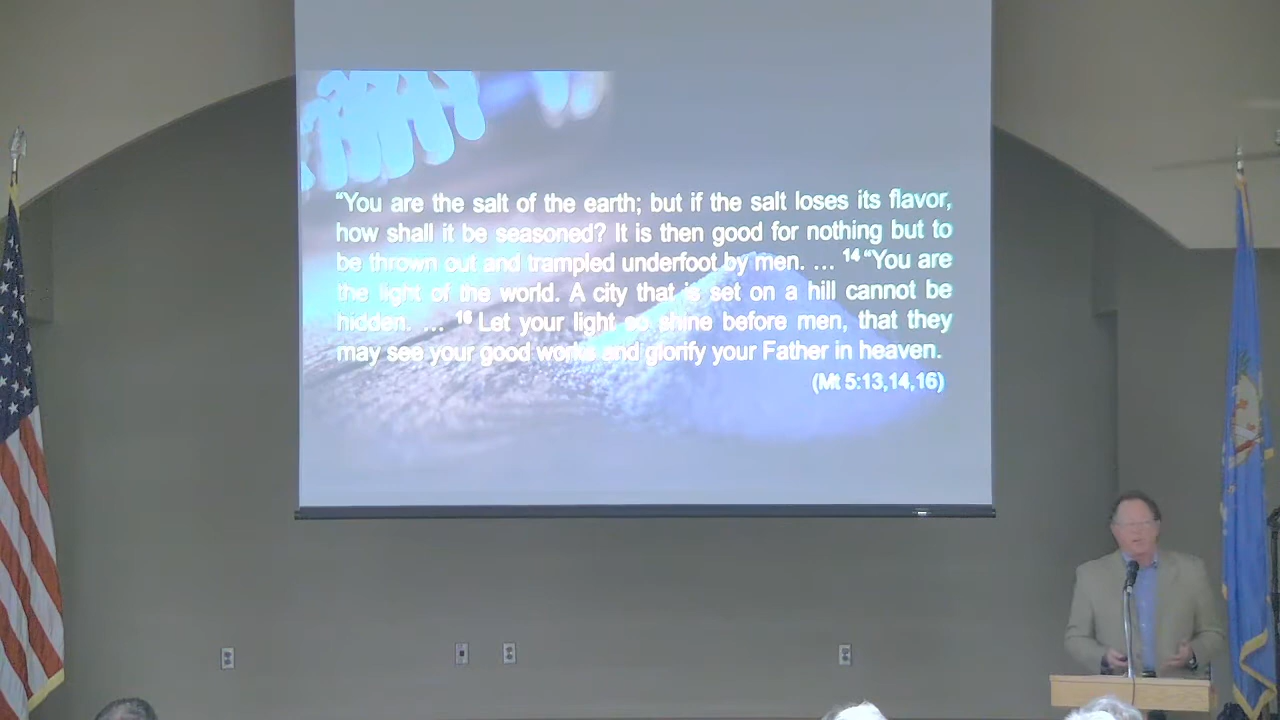 “You are the salt of the earth; but if the salt loses its flavor,
how shall it be seasoned? It is then good for nothing but to
be thrown out and trampled underfoot by men. … 14 “You are
the light of the world. A city that is set on a hill cannot be
hidden. … 16 Let your light so shine before men, that they
may see your good works and glorify your Father in heaven.
(Mt 5:13,14,16)